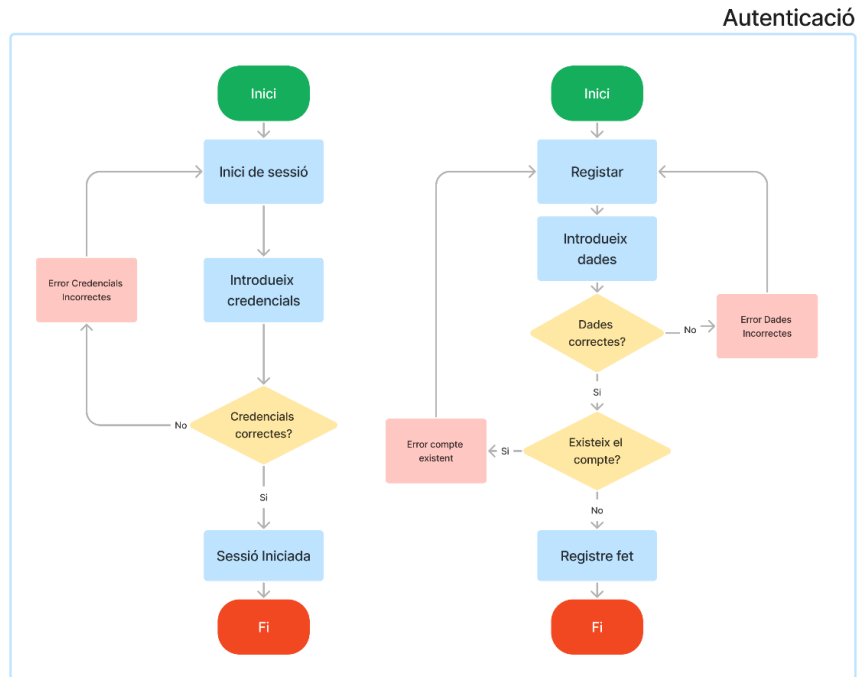 Autenticació
Inici
Inici de sessió
Introdueix
credencials
Error Credencials
Incorrectes
Credencials
correctes?
No
Si
Sessió Iniciada
Fi
Inici
Registar
Introdueix
dades
Dades
correctes?
No
Error Dades
Incorrectes
Si
Existeix el
compte?
Si
Error compte
existent
No
Registre fet
Fi